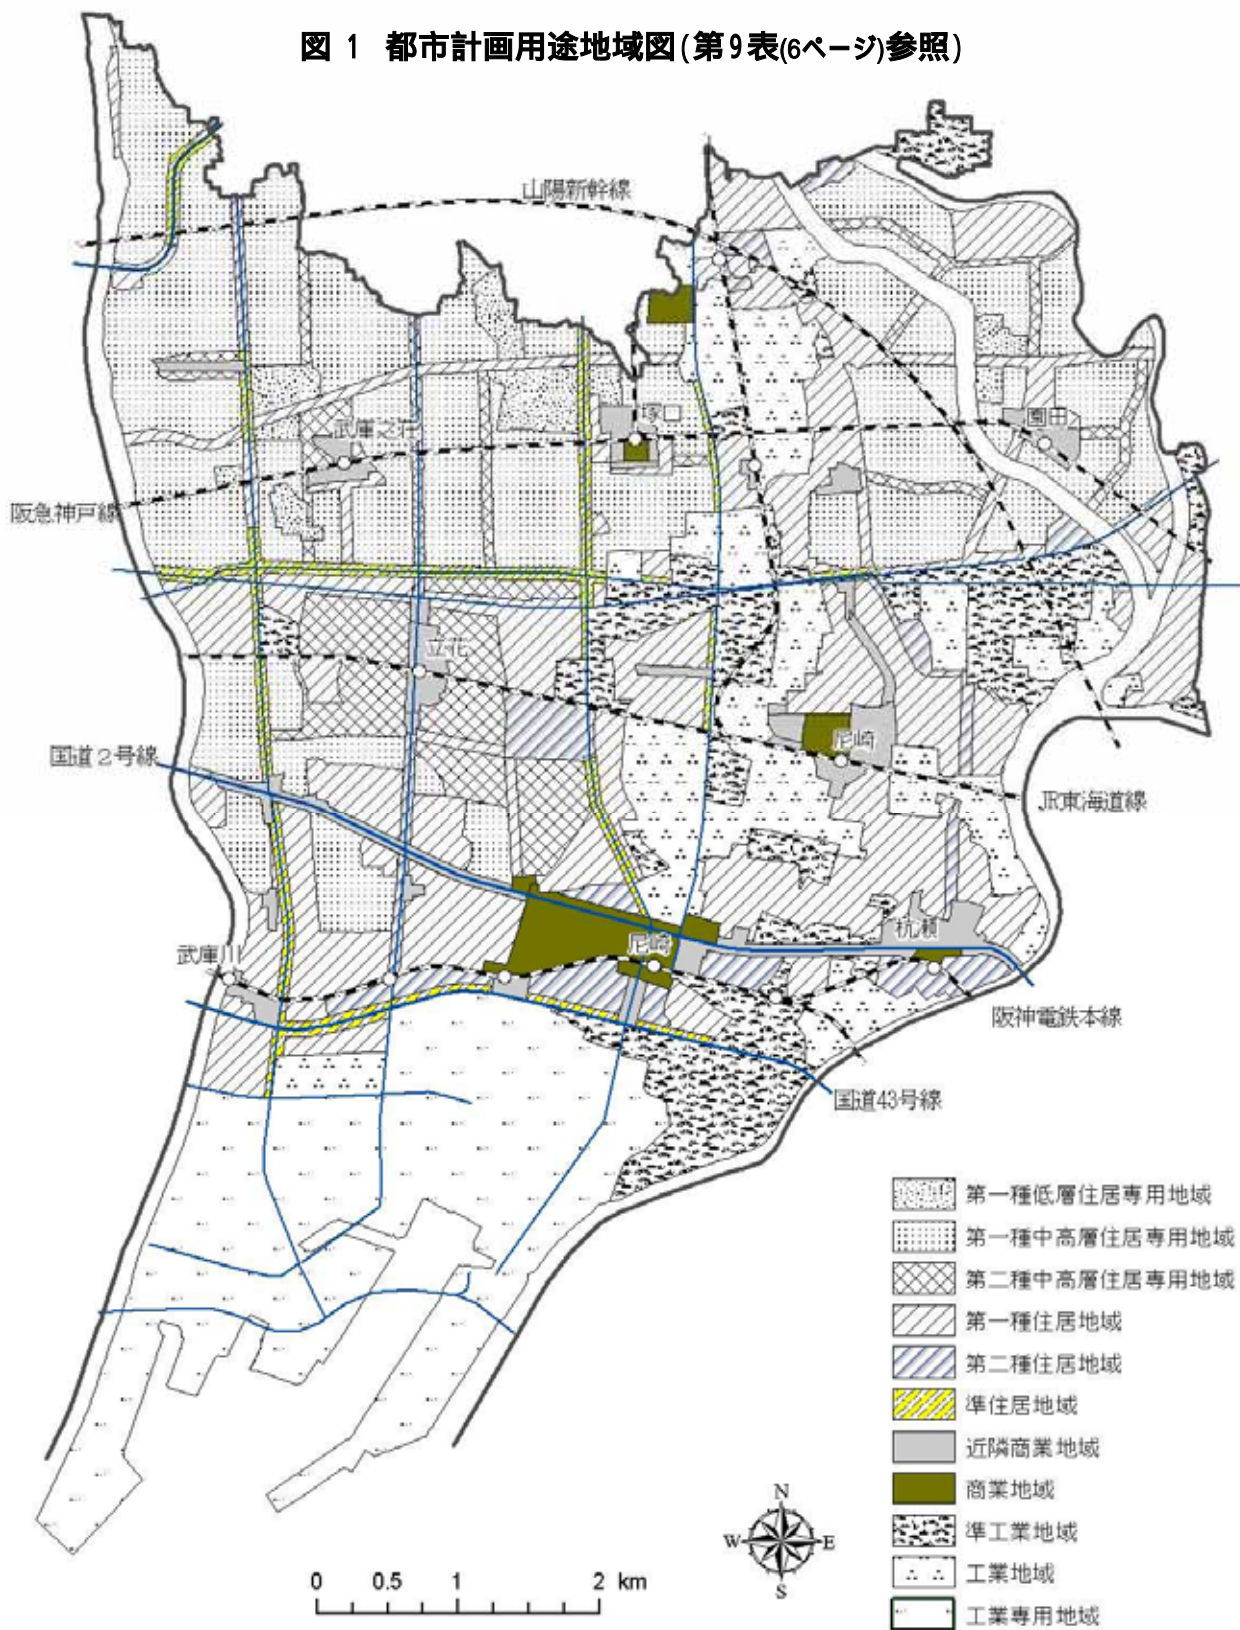 図 1 都市計画用途地域図(第9表(6ページ)参照)
山陽新幹線
塚口
園田
武庫之荘
阪急神戸線
立花
国道２号線
尼崎
JR東海道線
杭瀬
尼崎
武庫川
阪神電鉄本線
国道43号線
第一種低層住居専用地域
第一種中高層住居専用地域
第二種中高層住居専用地域
第一種住居地域
第二種住居地域
準住居地域
近隣商業地域
商業地域
準工業地域
工業地域
工業専用地域
N
W E
S
0 0.5 1 2 km